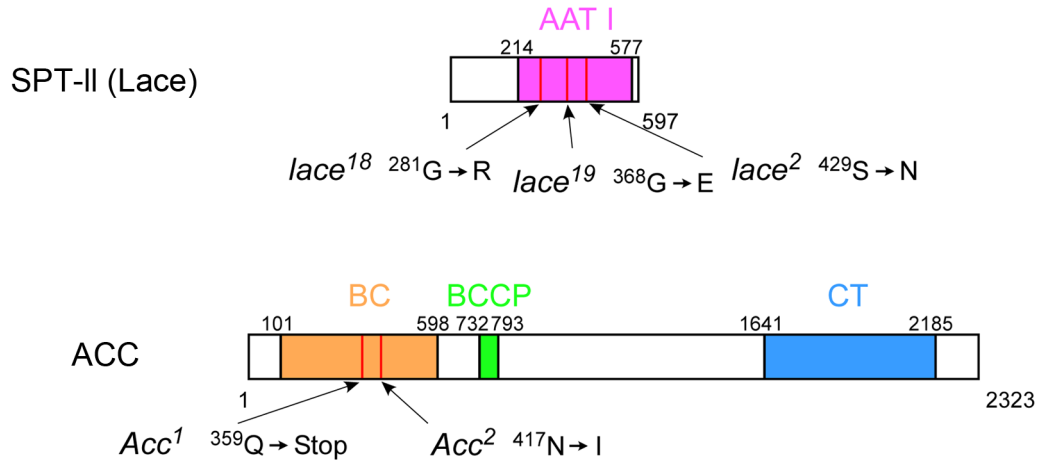 AAT I
214 577
SPT-II (Lace)
1 597
lace18 281G→R lace19 368G→E lace2 429S→N
BC BCCP CT
101 598 732 793 1641 2185
ACC
1 2323
Acc1 359Q→Stop Acc2 417N→I